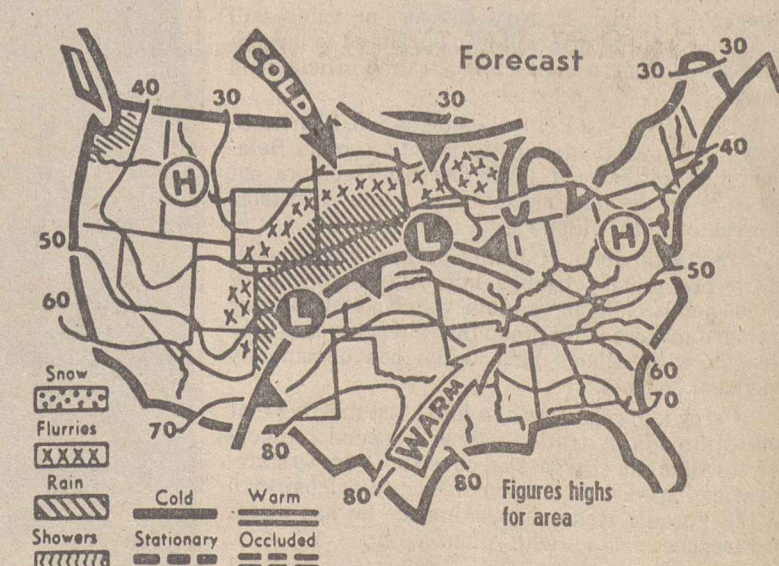 Forecast
COLD
30
30
40
30
30
40
H
H
L
L
50
60
50
60
70
70
80
80
80
WARM
Snow
Flurries
XXXX
Rain
Showers
Cold
Warm
Stationary
Occluded
Figures highs
for area